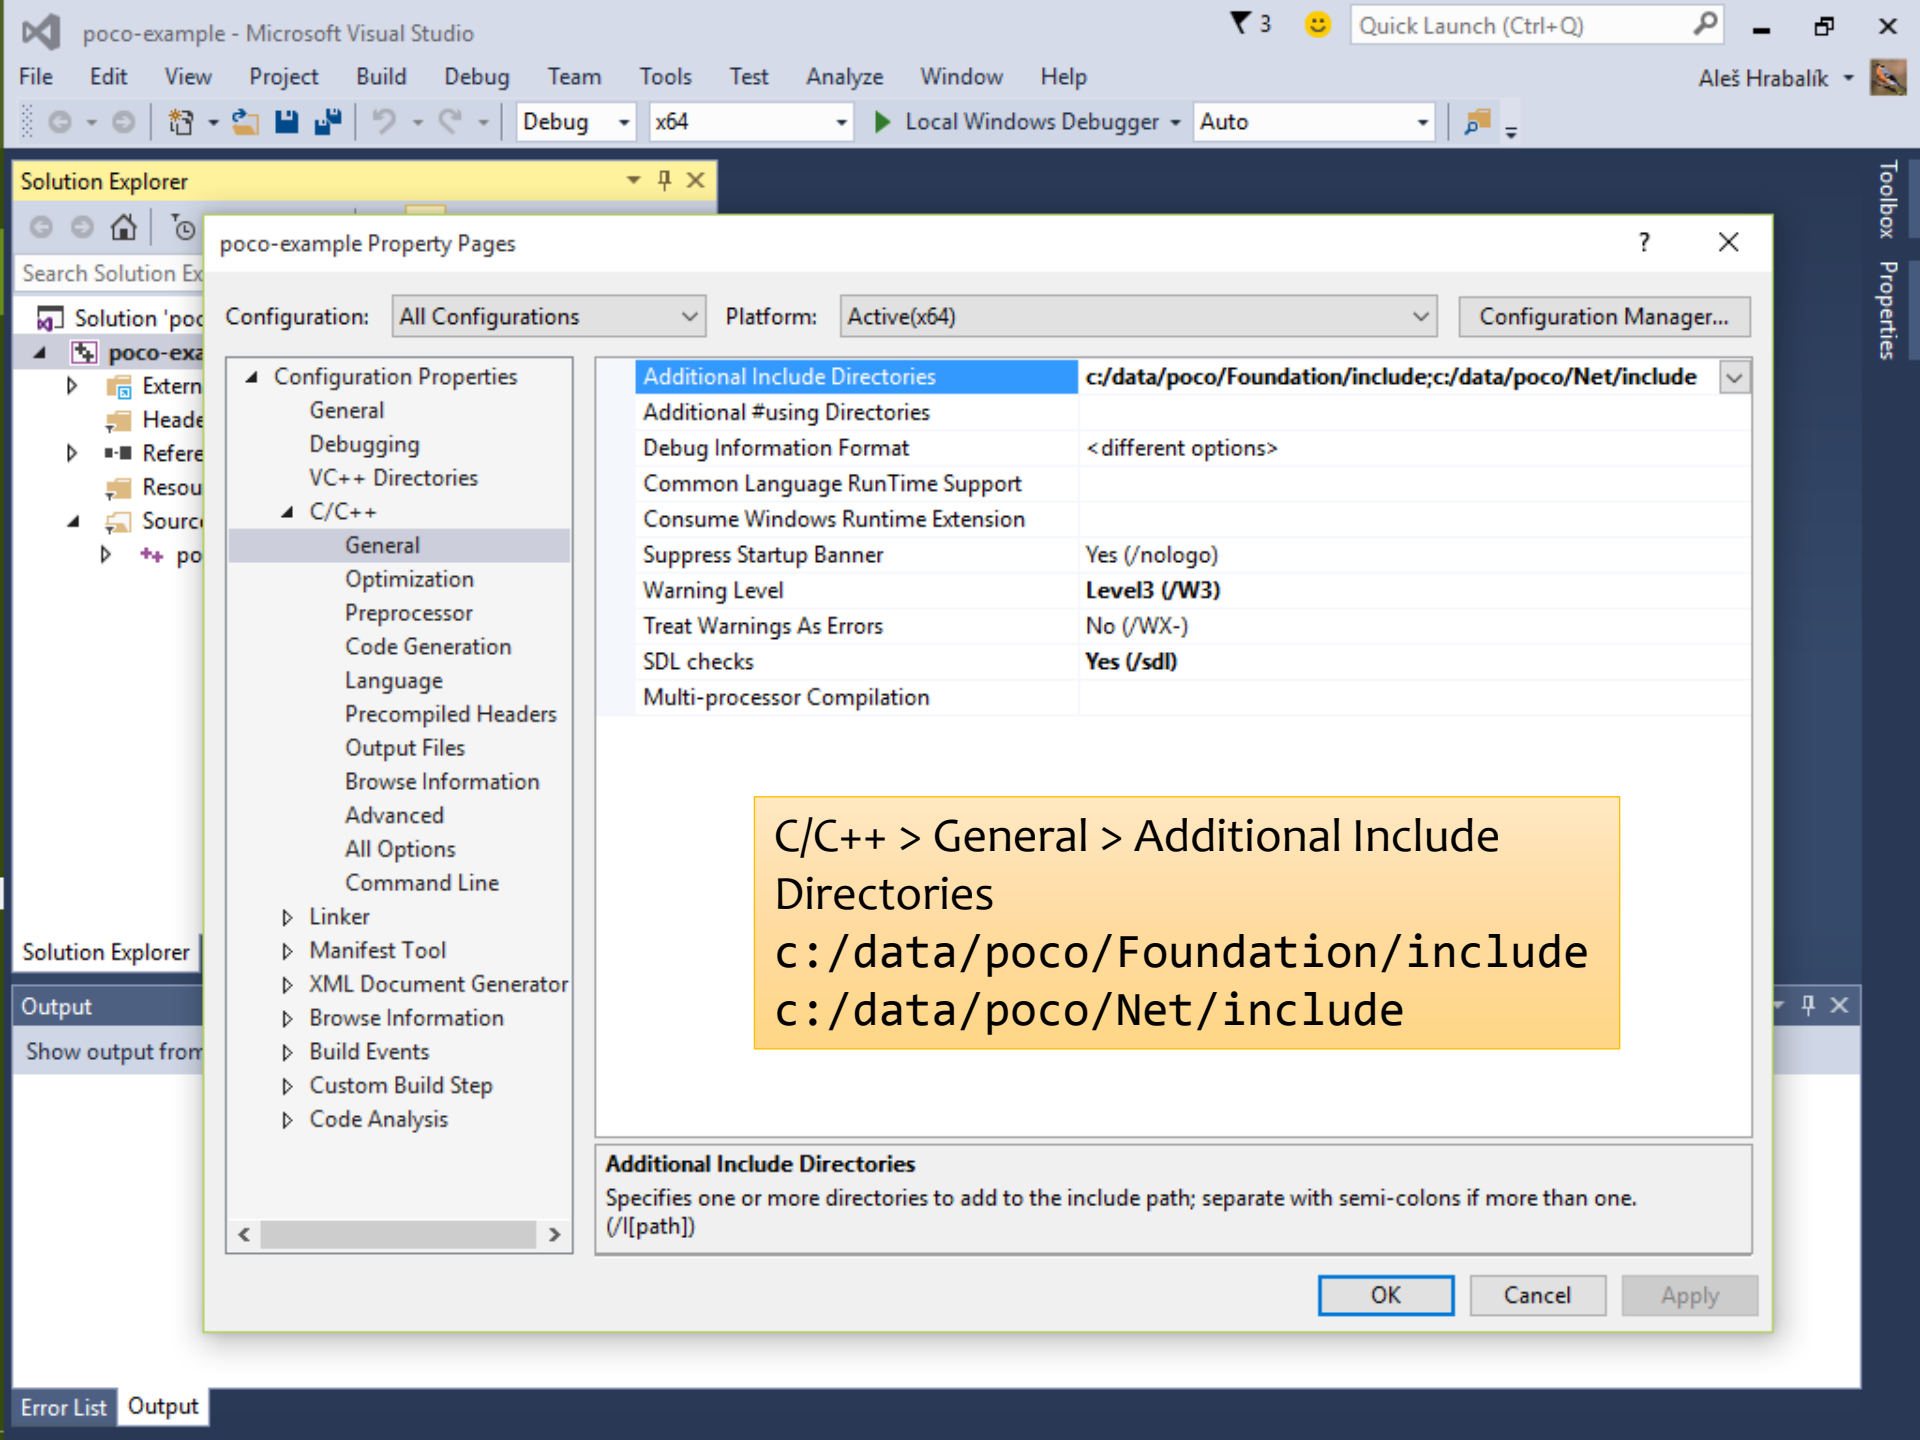 poco-example - Microsoft Visual Studio
3
Quick Launch (Ctrl+Q)
File Edit View Project Build Debug Team Tools Test Analyze Window Help
Aleš Hrabalík
Debug x64 Local Windows Debugger Auto
Solution Explorer
Toolbox
Properties
poco-example Property Pages
?
Search Solution Ex
Configuration: All Configurations Platform: Active(x64) Configuration Manager...
Solution 'poc
poco-exa
Extern
Heade
Refere
Resou
Sourc
po
Configuration Properties
General
Debugging
VC++ Directories
C/C++
General
Optimization
Preprocessor
Code Generation
Language
Precompiled Headers
Output Files
Browse Information
Advanced
All Options
Command Line
Linker
Manifest Tool
XML Document Generator
Browse Information
Build Events
Custom Build Step
Code Analysis
Additional Include Directories c:/data/poco/Foundation/include;c:/data/poco/Net/include
Additional #using Directories
Debug Information Format <different options>
Common Language RunTime Support
Consume Windows Runtime Extension
Suppress Startup Banner Yes (/nologo)
Warning Level Level3 (/W3)
Treat Warnings As Errors No (/WX-)
SDL checks Yes (/sdl)
Multi-processor Compilation
C/C++ > General > Additional Include
Directories
c:/data/poco/Foundation/include
c:/data/poco/Net/include
Additional Include Directories
Specifies one or more directories to add to the include path; separate with semi-colons if more than one.
(/I[path])
OK Cancel Apply
Solution Explorer
Output
Show output from
Error List Output